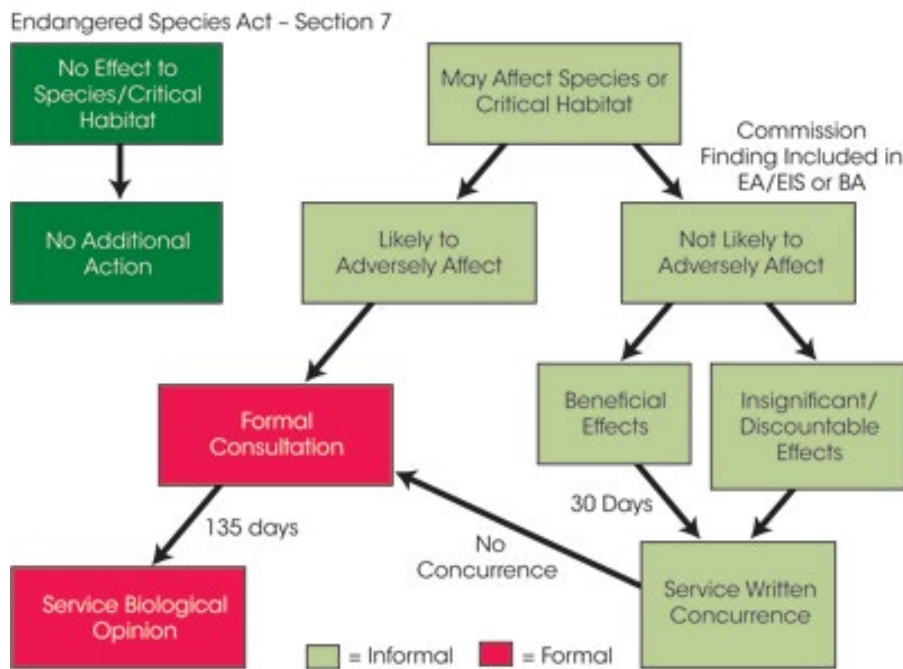 Endangered Species Act – Section 7
No Effect to
Species/Critical
Habitat
May Affect Species or
Critical Habitat
Commission
Finding Included in
EA/EIS or BA
No Additional
Action
Likely to
Adversely Affect
Not Likely to
Adversely Affect
Formal
Consultation
Beneficial
Effects
Insignificant/
Discountable
Effects
135 days
30 Days
No
Concurrence
Service Biological
Opinion
Service Written
Concurrence
= Informal
= Formal